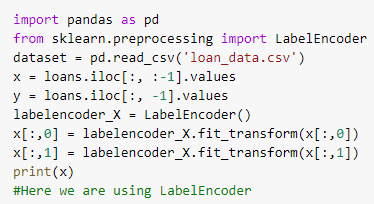 import pandas as pd
from sklearn.preprocessing import LabelEncoder
dataset = pd.read_csv('loan_data.csv')
x = loans.iloc[:, :-1].values
y = loans.iloc[:, -1].values
labelencoder_X = LabelEncoder()
x[:,0] = labelencoder_X.fit_transform(x[:,0])
x[:,1] = labelencoder_X.fit_transform(x[:,1])
print(x)
#Here we are using LabelEncoder